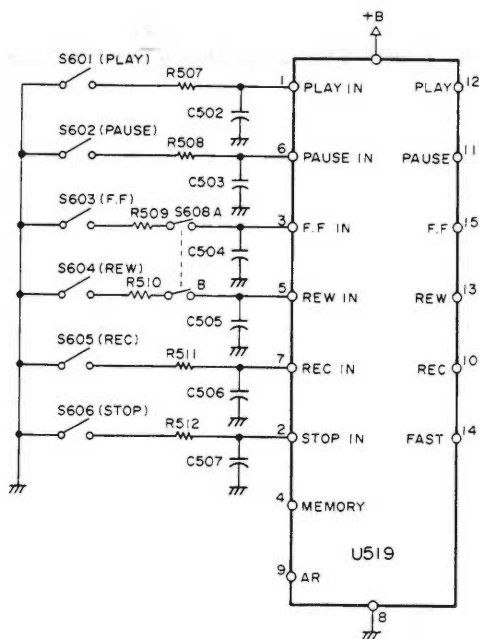 +B
S601 (PLAY)
R507
1
PLAY IN
PLAY
12
C502
S602 (PAUSE)
R508
6
PAUSE IN
PAUSE
11
C503
S603 (F.F)
R509
S608A
3
F.F IN
F.F
15
C504
S604 (REW)
R510
B
5
REW IN
REW
13
C505
S605 (REC)
R511
7
REC IN
REC
10
C506
S606 (STOP)
R512
2
STOP IN
FAST
14
C507
4
MEMORY
U519
9
AR
8